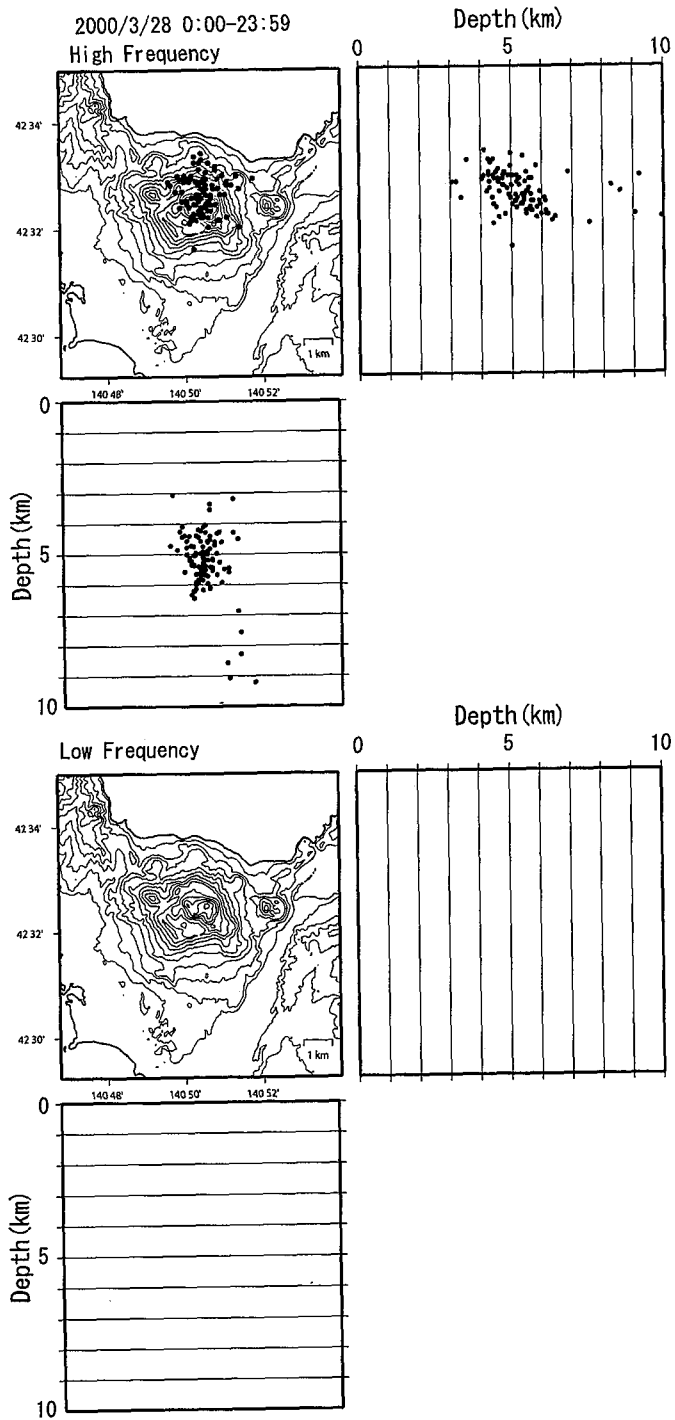 2000/3/28 0:00-23:59
High Frequency
Depth(km)
0 5 10
42 34'
42 32'
42 30'
1 km
140 48' 140 50' 140 52'
0
5
10
Depth(km)
Low Frequency
Depth(km)
0 5 10
42 34'
42 32'
42 30'
1 km
140 48' 140 50' 140 52'
0
5
10
Depth(km)